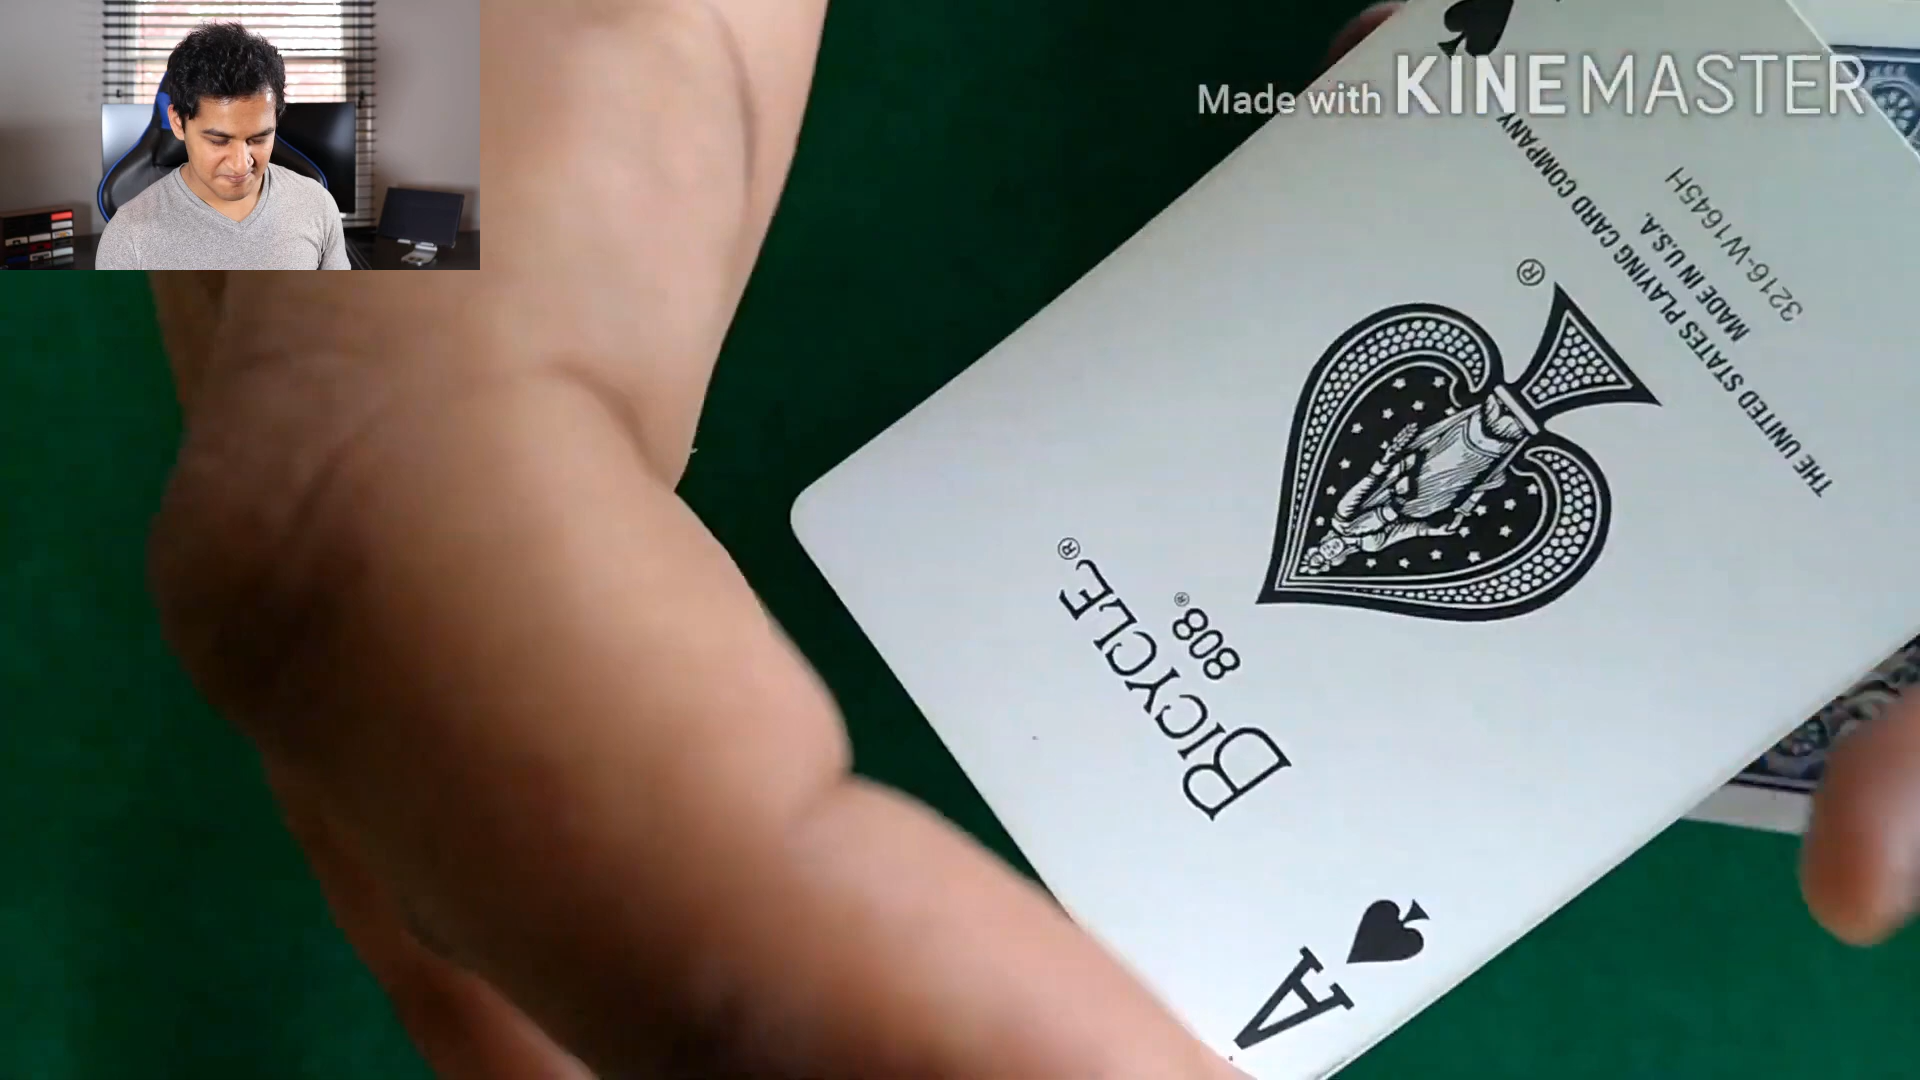 Made with KINEMASTER
THE UNITED STATES PLAYING CARD COMPANY
MADE IN U.S.A.
3216-W1645H
BICYCLE®
808®
®
A